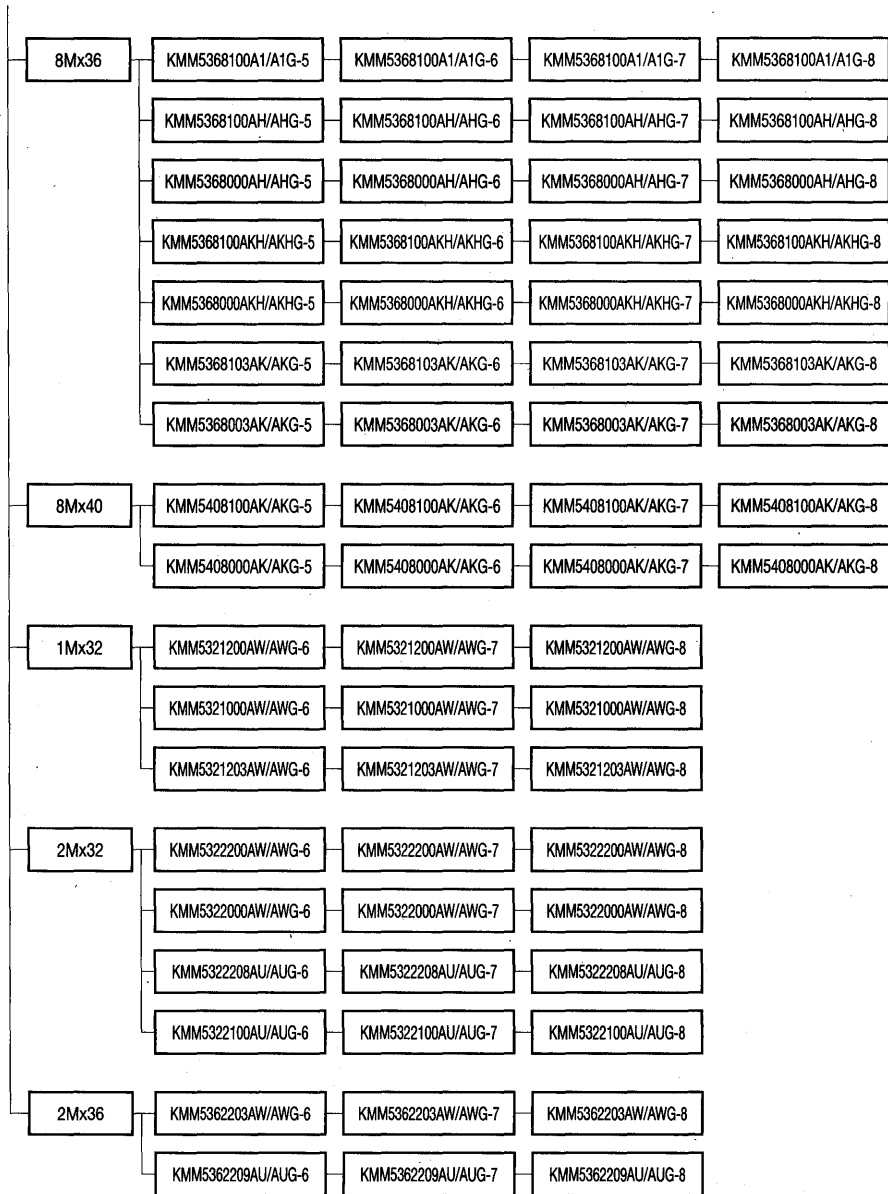 8Mx36 KMM5368100A1/A1G-5 KMM5368100A1/A1G-6 KMM5368100A1/A1G-7 KMM5368100A1/A1G-8
KMM5368100AH/AHG-5 KMM5368100AH/AHG-6 KMM5368100AH/AHG-7 KMM5368100AH/AHG-8
KMM5368000AH/AHG-5 KMM5368000AH/AHG-6 KMM5368000AH/AHG-7 KMM5368000AH/AHG-8
KMM5368100AKH/AKHG-5 KMM5368100AKH/AKHG-6 KMM5368100AKH/AKHG-7 KMM5368100AKH/AKHG-8
KMM5368000AKH/AKHG-5 KMM5368000AKH/AKHG-6 KMM5368000AKH/AKHG-7 KMM5368000AKH/AKHG-8
KMM5368103AK/AKG-5 KMM5368103AK/AKG-6 KMM5368103AK/AKG-7 KMM5368103AK/AKG-8
KMM5368003AK/AKG-5 KMM5368003AK/AKG-6 KMM5368003AK/AKG-7 KMM5368003AK/AKG-8
8Mx40 KMM5408100AK/AKG-5 KMM5408100AK/AKG-6 KMM5408100AK/AKG-7 KMM5408100AK/AKG-8
KMM5408000AK/AKG-5 KMM5408000AK/AKG-6 KMM5408000AK/AKG-7 KMM5408000AK/AKG-8
1Mx32 KMM5321200AW/AWG-6 KMM5321200AW/AWG-7 KMM5321200AW/AWG-8
KMM5321000AW/AWG-6 KMM5321000AW/AWG-7 KMM5321000AW/AWG-8
KMM5321203AW/AWG-6 KMM5321203AW/AWG-7 KMM5321203AW/AWG-8
2Mx32 KMM5322200AW/AWG-6 KMM5322200AW/AWG-7 KMM5322200AW/AWG-8
KMM5322000AW/AWG-6 KMM5322000AW/AWG-7 KMM5322000AW/AWG-8
KMM5322208AU/AUG-6 KMM5322208AU/AUG-7 KMM5322208AU/AUG-8
KMM5322100AU/AUG-6 KMM5322100AU/AUG-7 KMM5322100AU/AUG-8
2Mx36 KMM5362203AW/AWG-6 KMM5362203AW/AWG-7 KMM5362203AW/AWG-8
KMM5362209AU/AUG-6 KMM5362209AU/AUG-7 KMM5362209AU/AUG-8